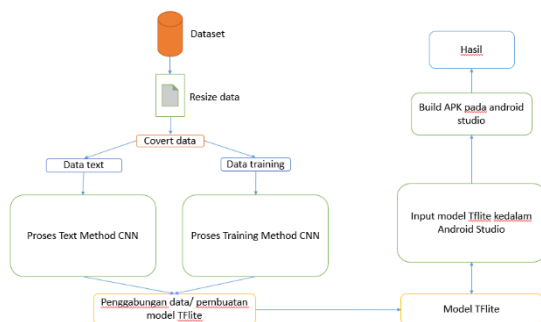 Dataset
Resize data
Covert data
Data text
Data training
Proses Text Method CNN
Proses Training Method CNN
Penggabungan data/ pembuatan
model TFlite
Model TFlite
Input model Tflite kedalam
Android Studio
Build APK pada android
studio
Hasil